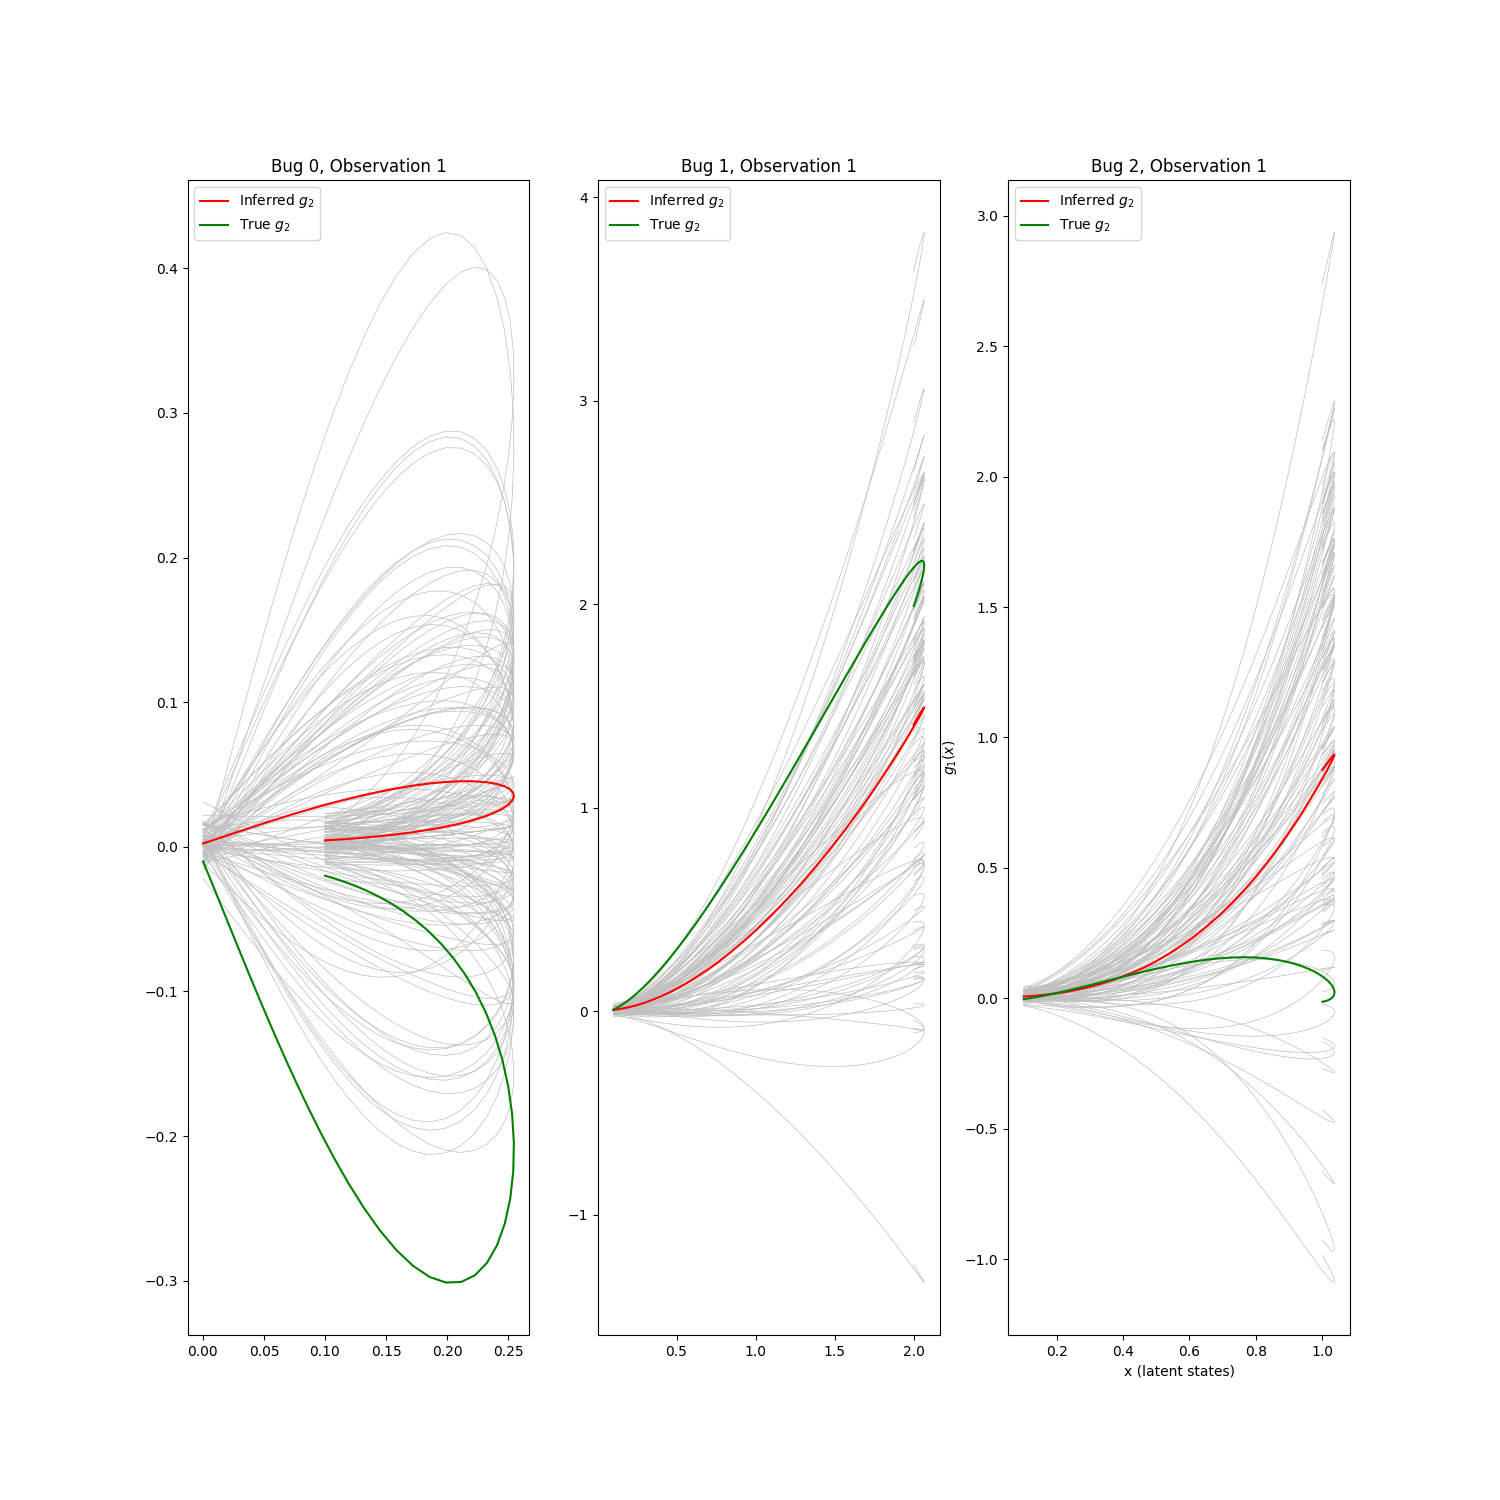 Bug 0, Observation 1
Inferred g₂
True g₂
0.4
0.3
0.2
0.1
0.0
−0.1
−0.2
−0.3
0.00 0.05 0.10 0.15 0.20 0.25
Bug 1, Observation 1
Inferred g₂
True g₂
4
3
2
1
0
−1
0.5 1.0 1.5 2.0
Bug 2, Observation 1
Inferred g₂
True g₂
g₁(x)
3.0
2.5
2.0
1.5
1.0
0.5
0.0
−0.5
−1.0
0.2 0.4 0.6 0.8 1.0
x (latent states)